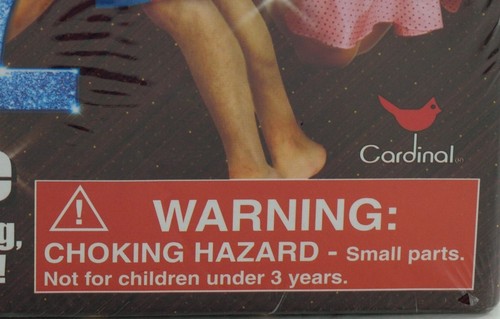 Cardinal
g,
!
WARNING:
CHOKING HAZARD - Small parts.
Not for children under 3 years.